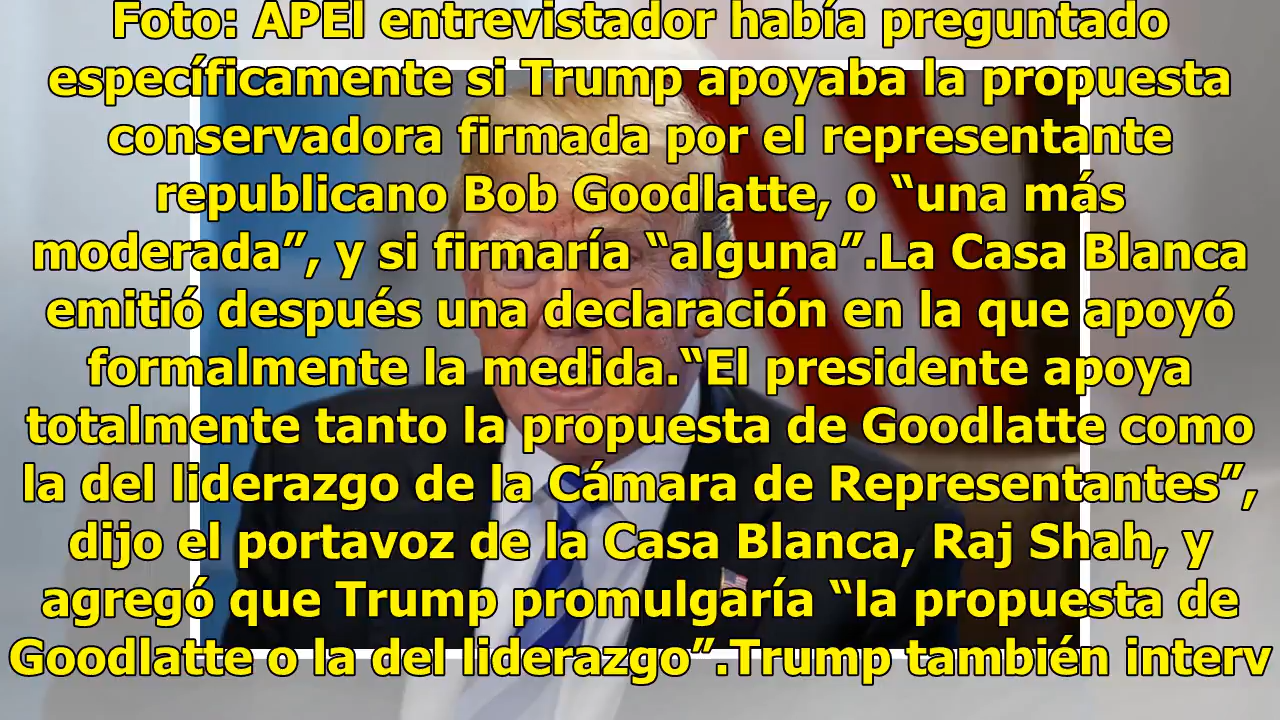 Foto: APEl entrevistador había preguntado
específicamente si Trump apoyaba la propuesta
conservadora firmada por el representante
republicano Bob Goodlatte, o “una más
moderada”, y si firmaría “alguna”.La Casa Blanca
emitió después una declaración en la que apoyó
formalmente la medida.“El presidente apoya
totalmente tanto la propuesta de Goodlatte como
la del liderazgo de la Cámara de Representantes”,
dijo el portavoz de la Casa Blanca, Raj Shah, y
agregó que Trump promulgaría “la propuesta de
Goodlatte o la del liderazgo”.Trump también interv